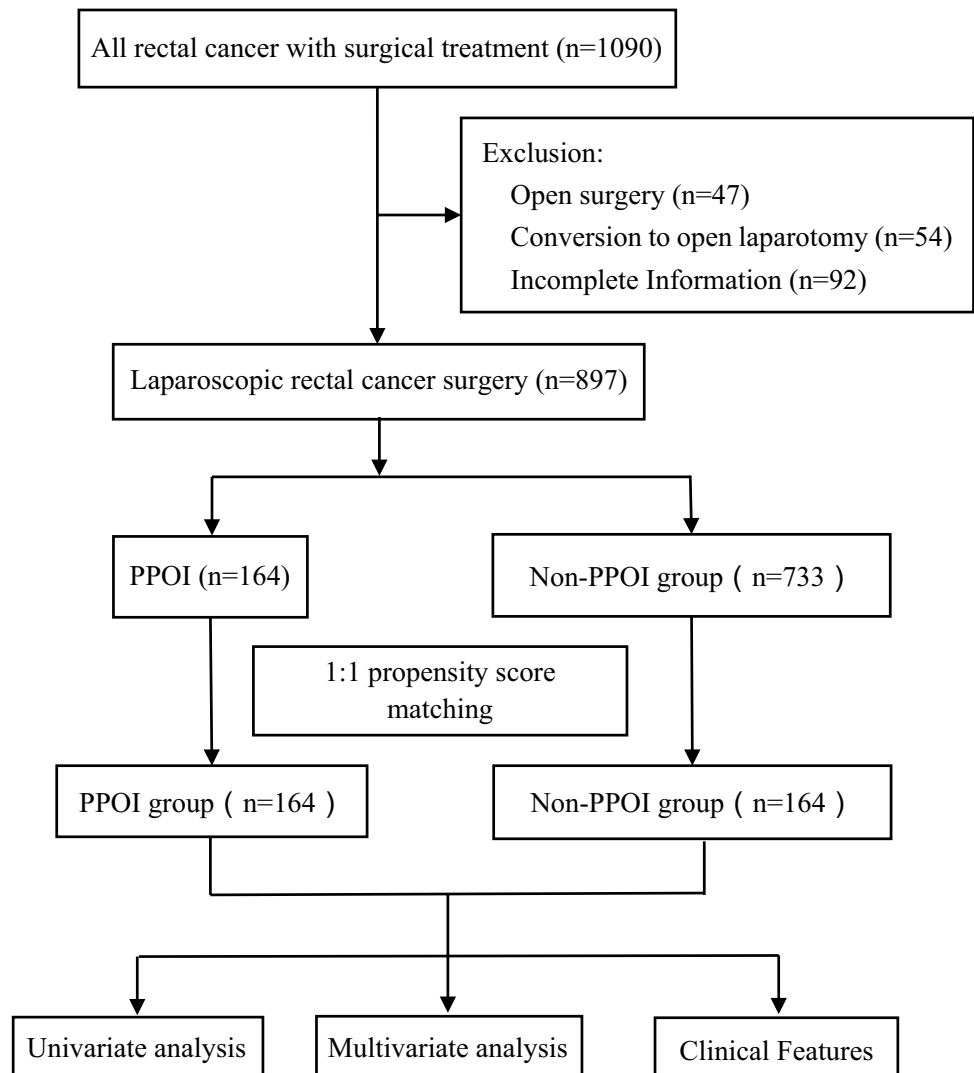 All rectal cancer with surgical treatment (n=1090)
Exclusion:
Open surgery (n=47)
Conversion to open laparotomy (n=54)
Incomplete Information (n=92)
Laparoscopic rectal cancer surgery (n=897)
PPOI (n=164)
Non-PPOI group ( n=733 )
1:1 propensity score
matching
PPOI group ( n=164 )
Non-PPOI group ( n=164 )
Univariate analysis
Multivariate analysis
Clinical Features